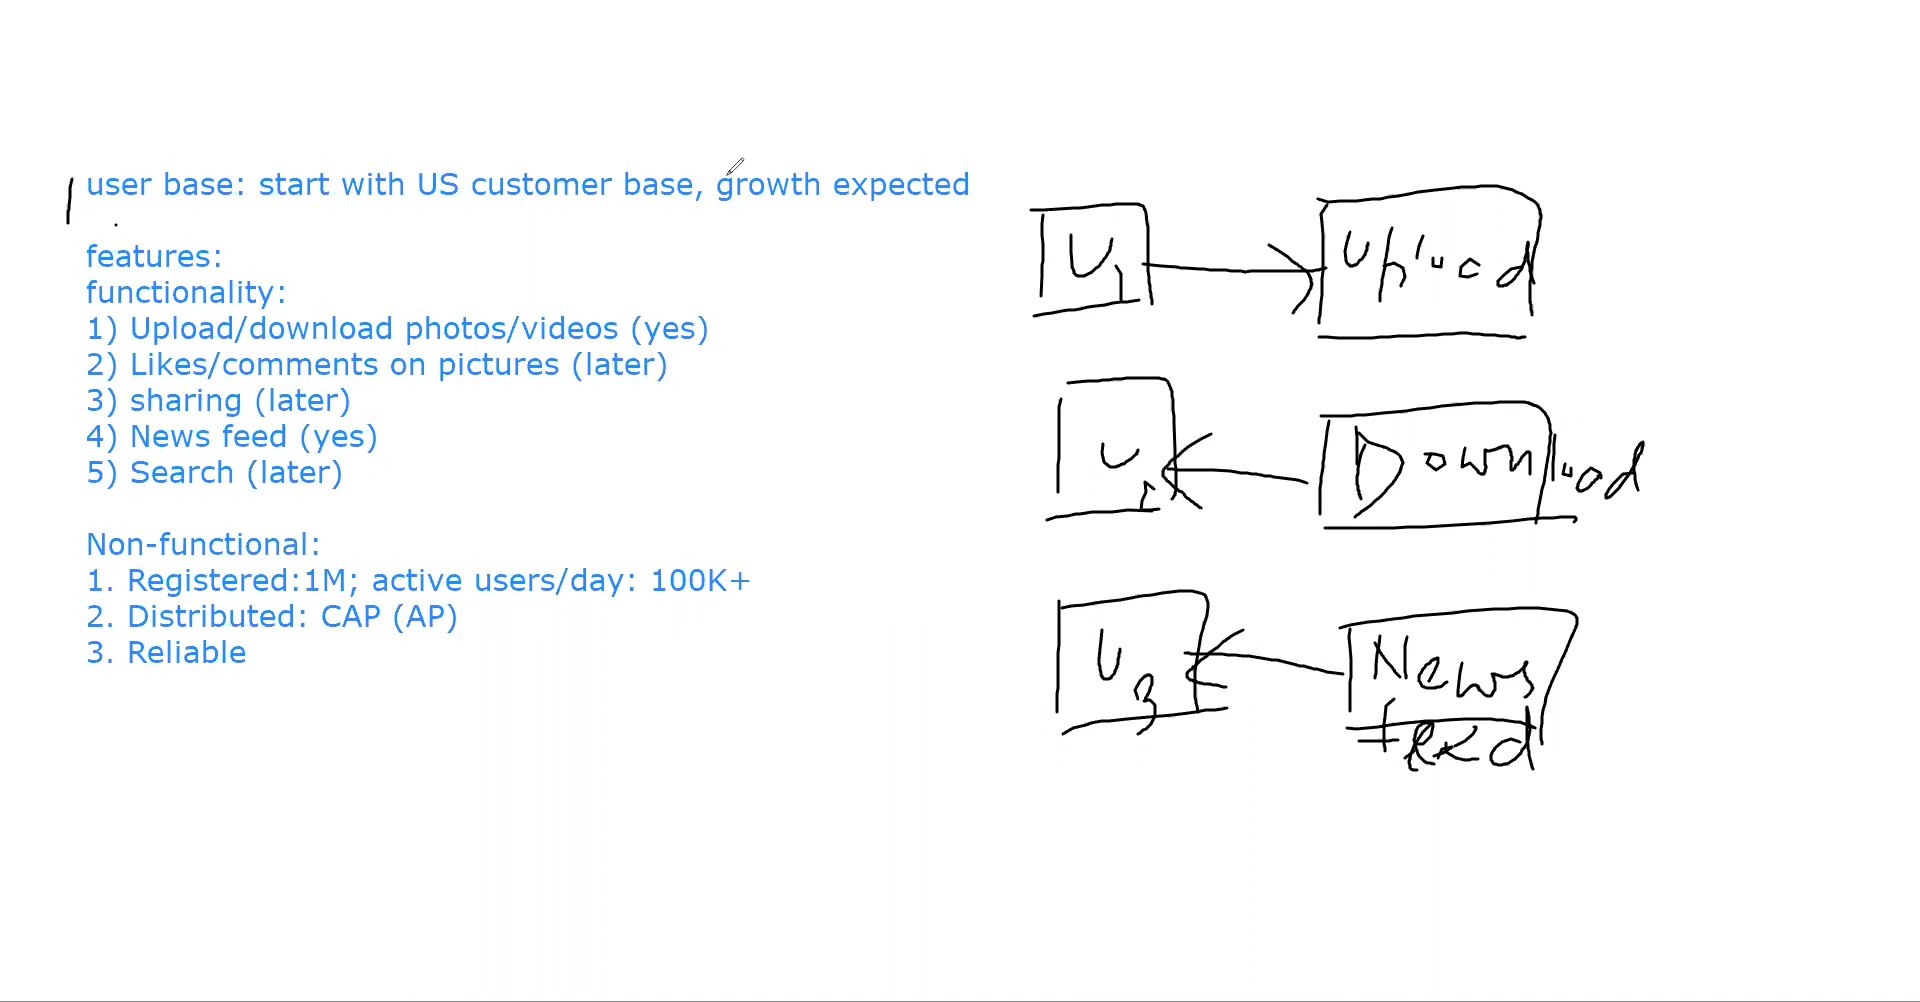 user base: start with US customer base, growth expected
features:
functionality:
1) Upload/download photos/videos (yes)
2) Likes/comments on pictures (later)
3) sharing (later)
4) News feed (yes)
5) Search (later)
Non-functional:
1. Registered:1M; active users/day: 100K+
2. Distributed: CAP (AP)
3. Reliable
U1
Upload
U2
Download
U3
News
feed